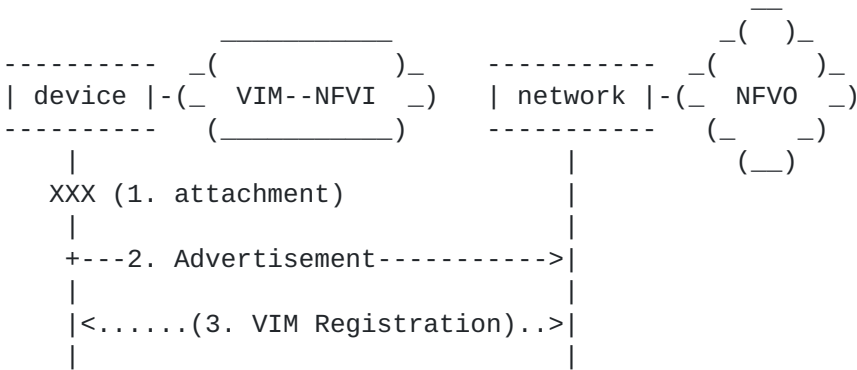 | device |-(_ VIM--NFVI _) | network |-(_ NFVO _)
XXX (1. attachment)
+---2. Advertisement----------->|
|<......(3. VIM Registration)..>|